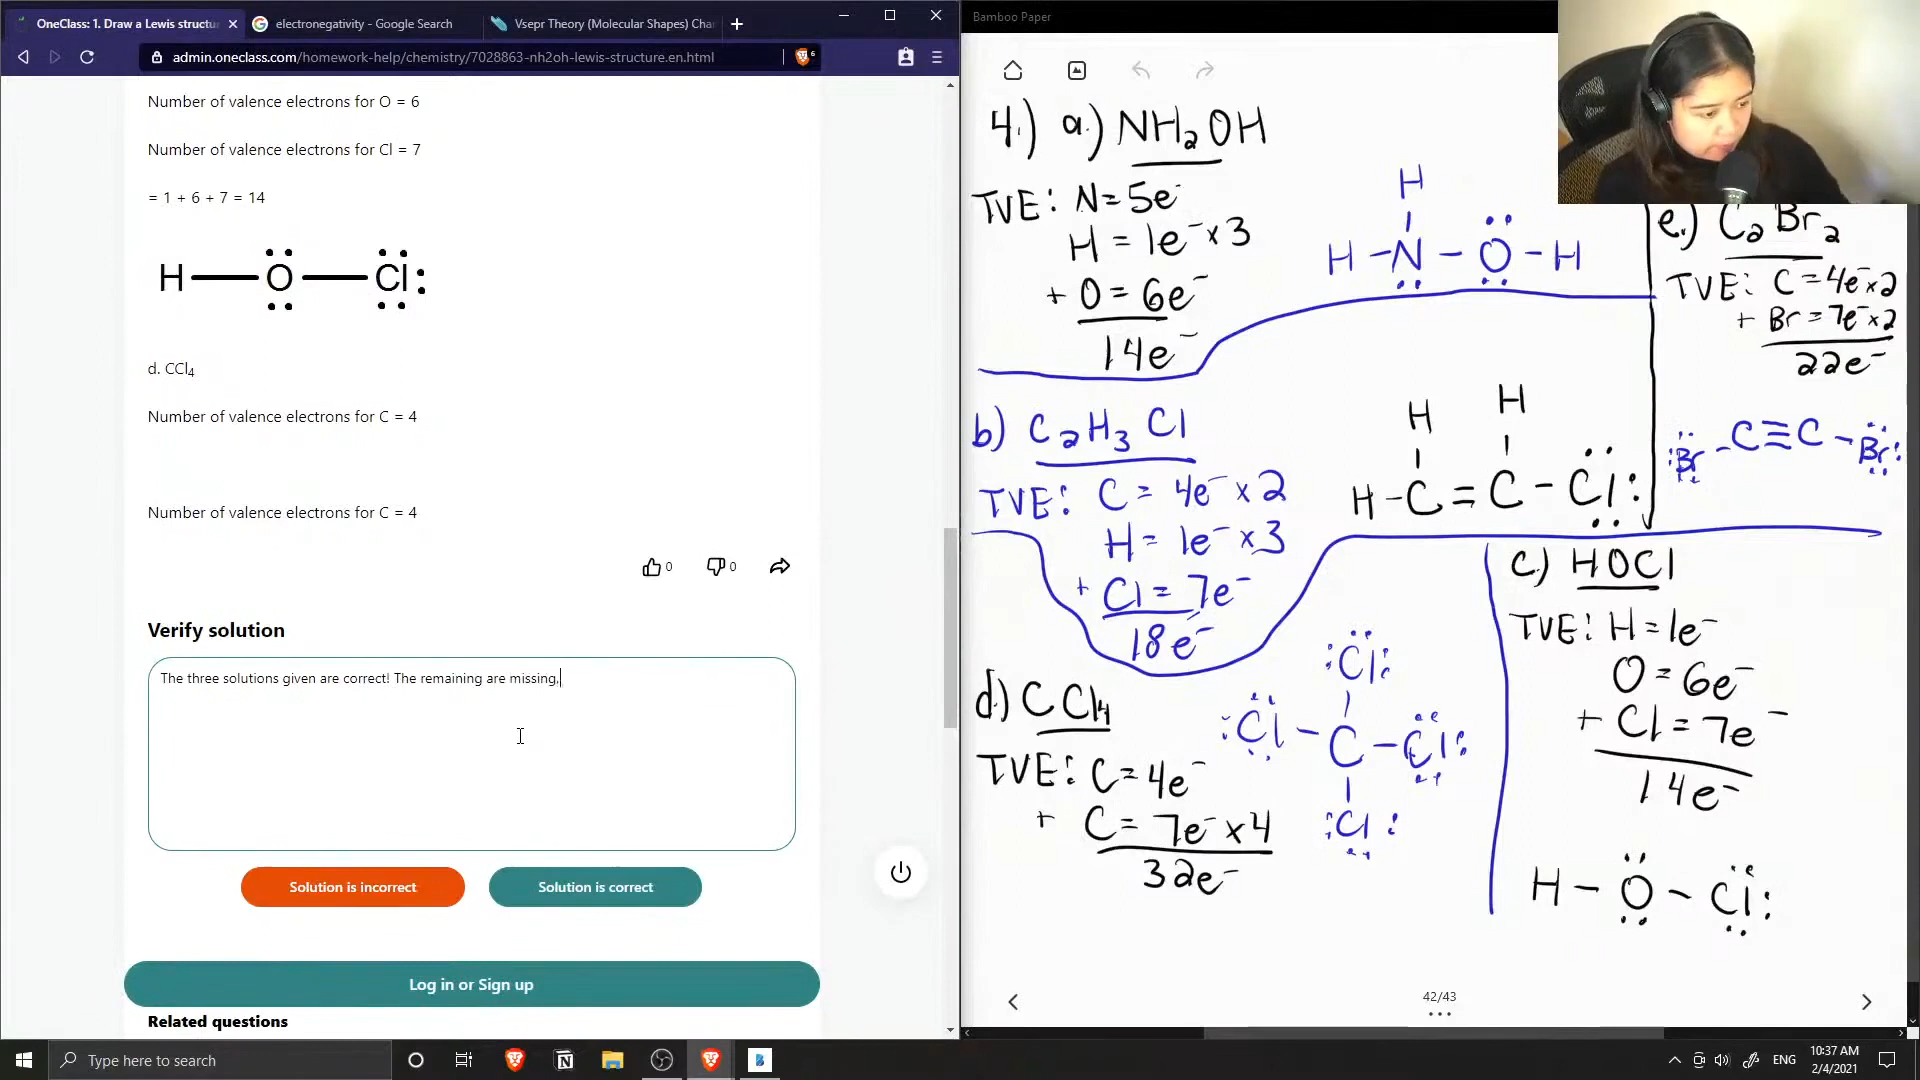 OneClass: 1. Draw a Lewis structu
electronegativity - Google Search
Vsepr Theory (Molecular Shapes) Cha
admin.oneclass.com/homework-help/chemistry/7028863-nh2oh-lewis-structure.en.html
6
Number of valence electrons for O = 6
Number of valence electrons for Cl = 7
= 1 + 6 + 7 = 14
H O Cl
d. CCl4
Number of valence electrons for C = 4
Number of valence electrons for C = 4
0
0
Verify solution
The three solutions given are correct! The remaining are missing,
Solution is incorrect
Solution is correct
Log in or Sign up
Related questions
Bamboo Paper
4.) a.) NH2OH
TVE: N = 5e-
H = 1e- x 3
+ O = 6e-
14e-
H
H - N - O - H
e.) C2Br2
TVE: C = 4e- x2
+ Br = 7e- x2
22e-
Br - C ≡ C - Br
b) C2H3Cl
TVE: C = 4e- x 2
H = 1e- x 3
+ Cl = 7e-
18e-
H H
H - C = C - Cl
c.) HOCl
TVE: H = 1e-
O = 6e-
+ Cl = 7e-
14e-
H - O - Cl
d.) CCl4
TVE: C = 4e-
+ C = 7e- x 4
32e-
Cl
Cl - C - Cl
Cl
42/43
Type here to search
ENG
10:37 AM
2/4/2021